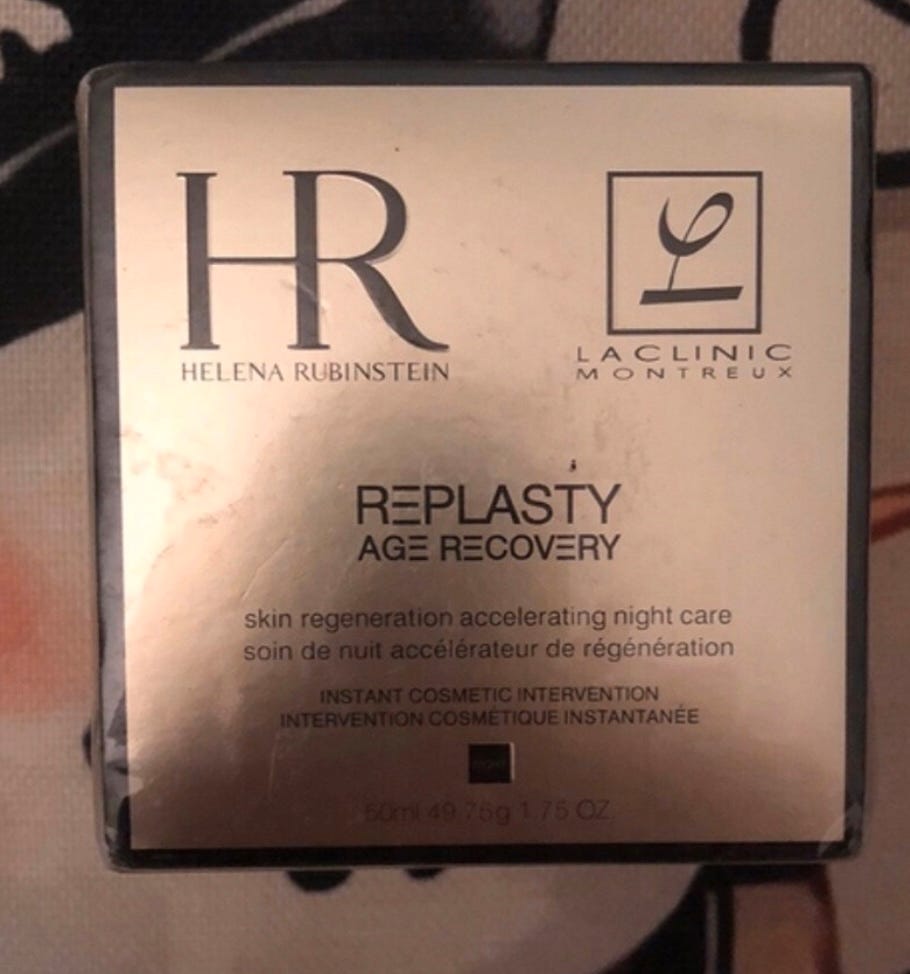 HR
HELENA RUBINSTEIN
LACLINIC
MONTREUX
REPLASTY
AGE RECOVERY
skin regeneration accelerating night care
soin de nuit accélérateur de régénération
INSTANT COSMETIC INTERVENTION
INTERVENTION COSMÉTIQUE INSTANTANÉE
50ml 49.75g 1.75 OZ.